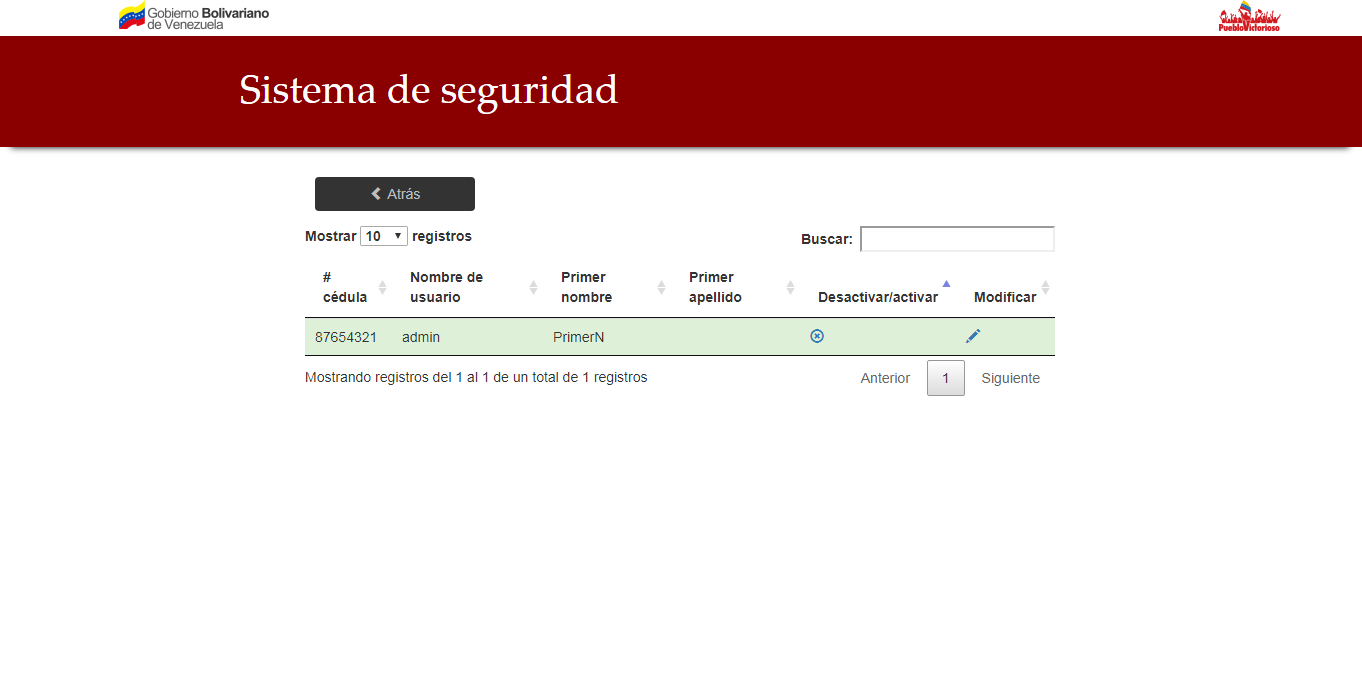 Gobierno Bolivariano
de Venezuela
PuebloVictorioso
Sistema de seguridad
Atrás
Mostrar 10 registros
Buscar:
# cédula
Nombre de usuario
Primer nombre
Primer apellido
Desactivar/activar
Modificar
87654321 admin PrimerN
Mostrando registros del 1 al 1 de un total de 1 registros
Anterior 1 Siguiente